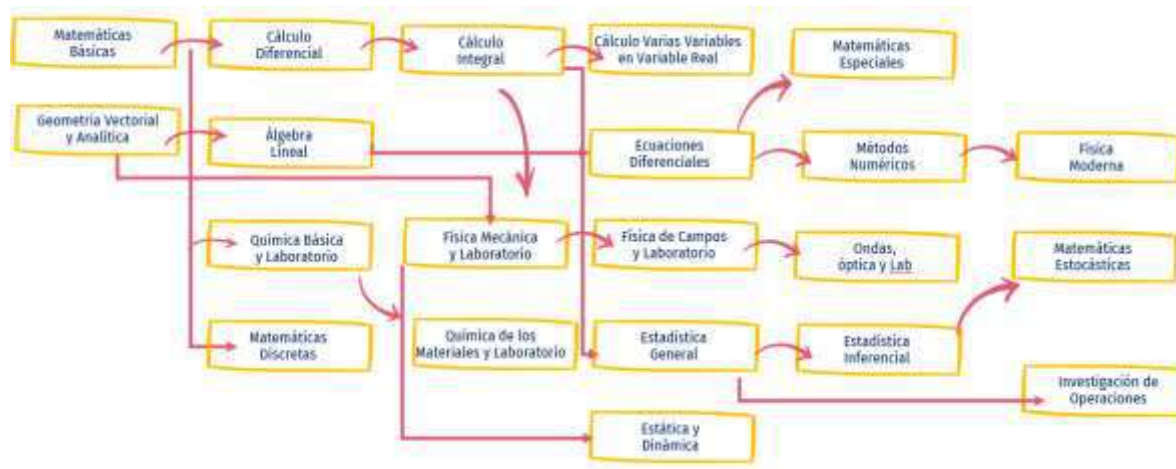 Matemáticas
Básicas
Cálculo
Diferencial
Cálculo
Integral
Cálculo Varias Variables
en Variable Real
Matemáticas
Especiales
Geometría Vectorial
y Analítica
Álgebra
Lineal
Ecuaciones
Diferenciales
Métodos
Numéricos
Física
Moderna
Química Básica
y Laboratorio
Física Mecánica
y Laboratorio
Física de Campos
y Laboratorio
Ondas,
óptica y Lab
Matemáticas
Estocásticas
Matemáticas
Discretas
Química de los
Materiales y Laboratorio
Estadística
General
Estadística
Inferencial
Investigación de
Operaciones
Estática y
Dinámica